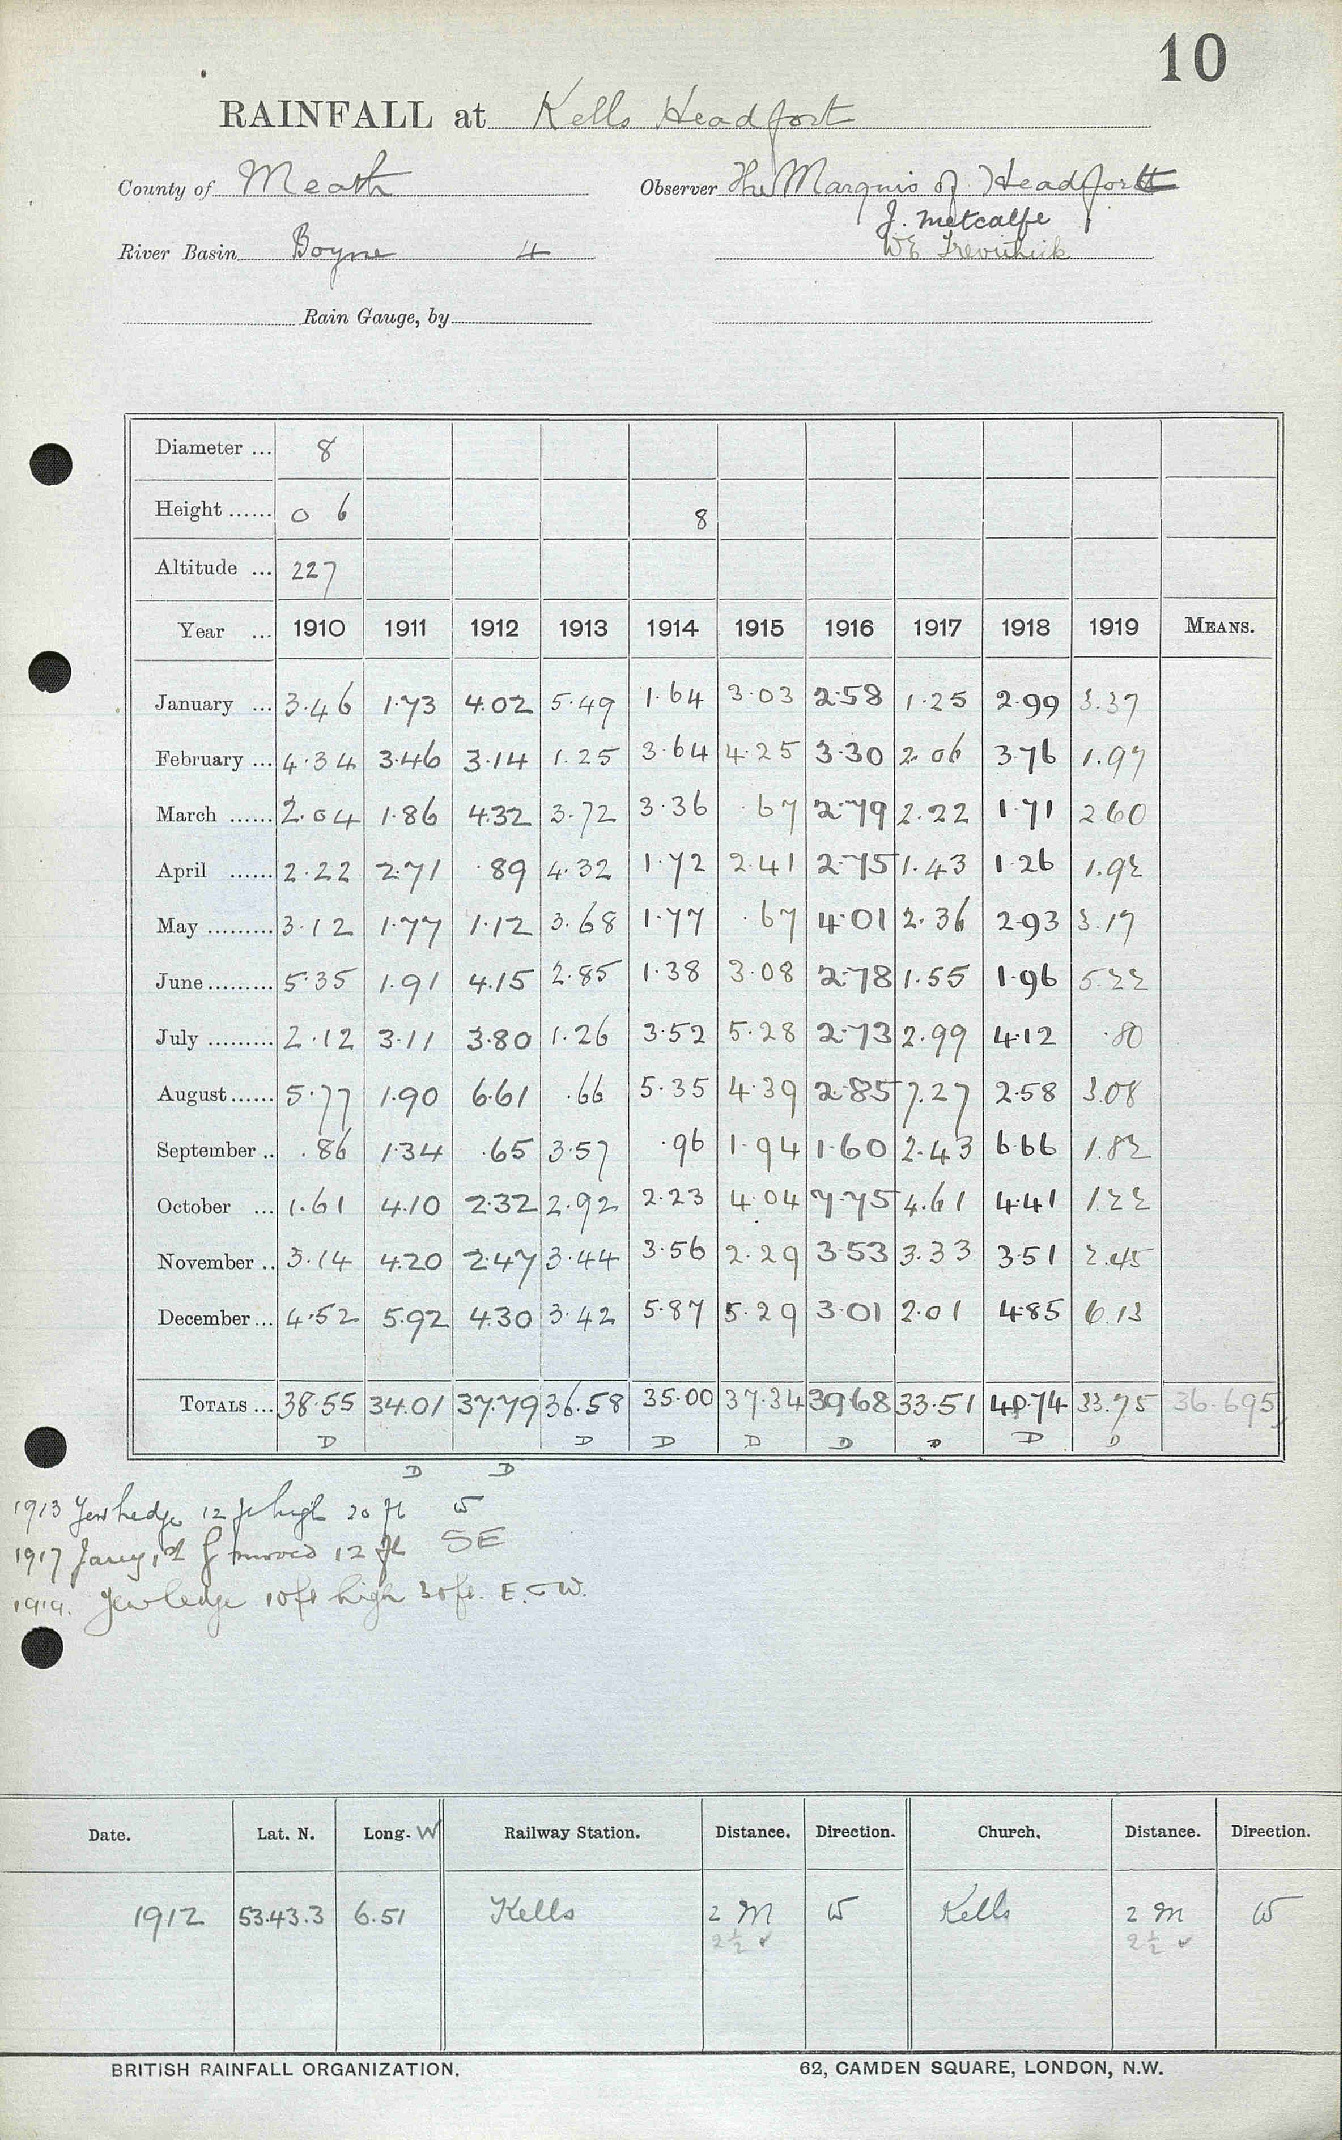 10
RAINFALL at Kells Headfort
County of Meath Observer The Marquis of Headfort
J. Metcalfe
River Basin Boyne 4 W E Trevithick
Rain Gauge, by
Diameter ... 8
Height ...... 0 6 8
Altitude ... 227
Year ... 1910 1911 1912 1913 1914 1915 1916 1917 1918 1919 MEANS.
January ... 3.46 1.73 4.02 5.49 1.64 3.03 2.58 1.25 2.99 3.37
February ... 4.34 3.46 3.14 1.25 3.64 4.25 3.30 2.06 3.76 1.97
March ...... 2.04 1.86 4.32 3.72 3.36 .67 2.79 2.22 1.71 2.60
April ...... 2.22 2.71 .89 4.32 1.72 2.41 2.75 1.43 1.26 1.92
May ......... 3.12 1.77 1.12 3.68 1.77 .67 4.01 2.36 2.93 3.17
June ......... 5.35 1.91 4.15 2.85 1.38 3.08 2.78 1.55 1.96 5.22
July ......... 2.12 3.11 3.80 1.26 3.52 5.28 2.73 2.99 4.12 .80
August ...... 5.77 1.90 6.61 .66 5.35 4.39 2.85 7.27 2.58 3.08
September .. .86 1.34 .65 3.57 .96 1.94 1.60 2.43 6.66 1.82
October ... 1.61 4.10 2.32 2.92 2.23 4.04 7.75 4.61 4.41 1.22
November .. 3.14 4.20 2.47 3.44 3.56 2.29 3.53 3.33 3.51 2.45
December ... 4.52 5.92 4.30 3.42 5.87 5.29 3.01 2.01 4.85 6.13
TOTALS ... 38.55 34.01 37.79 36.58 35.00 37.34 39.68 33.51 40.74 33.75 36.695
D D D D D D D D
D D
1913 Yew hedge 12 ft high 20 ft W
1917 Jany 1st G moved 12 ft SE
1919. Yew hedge 10 ft high 30 ft. E. & W.
Date. Lat. N. Long. W Railway Station. Distance. Direction. Church. Distance. Direction.
1912 53.43.3 6.51 Kells 2 M W Kells 2 M W
2½ ✓ 2½ ✓
BRITISH RAINFALL ORGANIZATION. 62, CAMDEN SQUARE, LONDON, N.W.